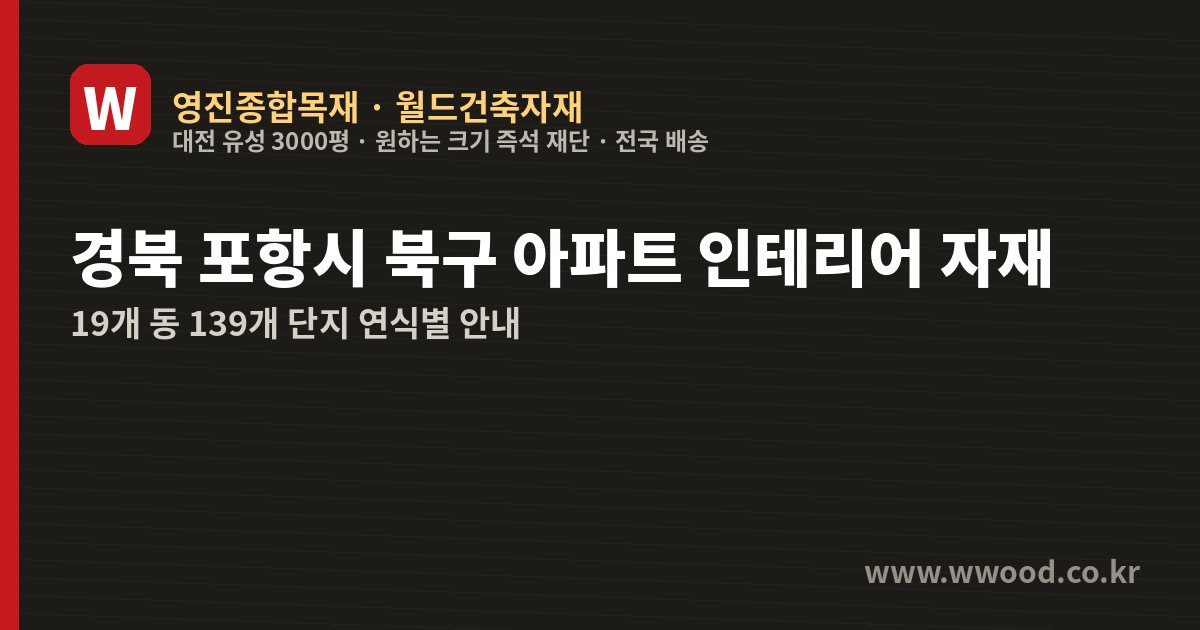 W
영진종합목재 · 월드건축자재
대전 유성 3000평 · 원하는 크기 즉석 재단 · 전국 배송
경북 포항시 북구 아파트 인테리어 자재
19개 동 139개 단지 연식별 안내
www.wwood.co.kr